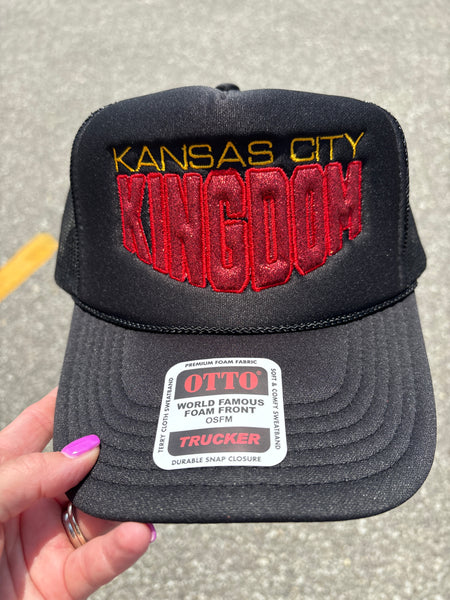 KANSAS CITY
KINGDOM
PREMIUM FOAM FABRIC
TERRY CLOTH SWEATBAND
OTTO®
SOFT & COMFY SWEATBAND
WORLD FAMOUS
FOAM FRONT
OSFM
TRUCKER
DURABLE SNAP CLOSURE